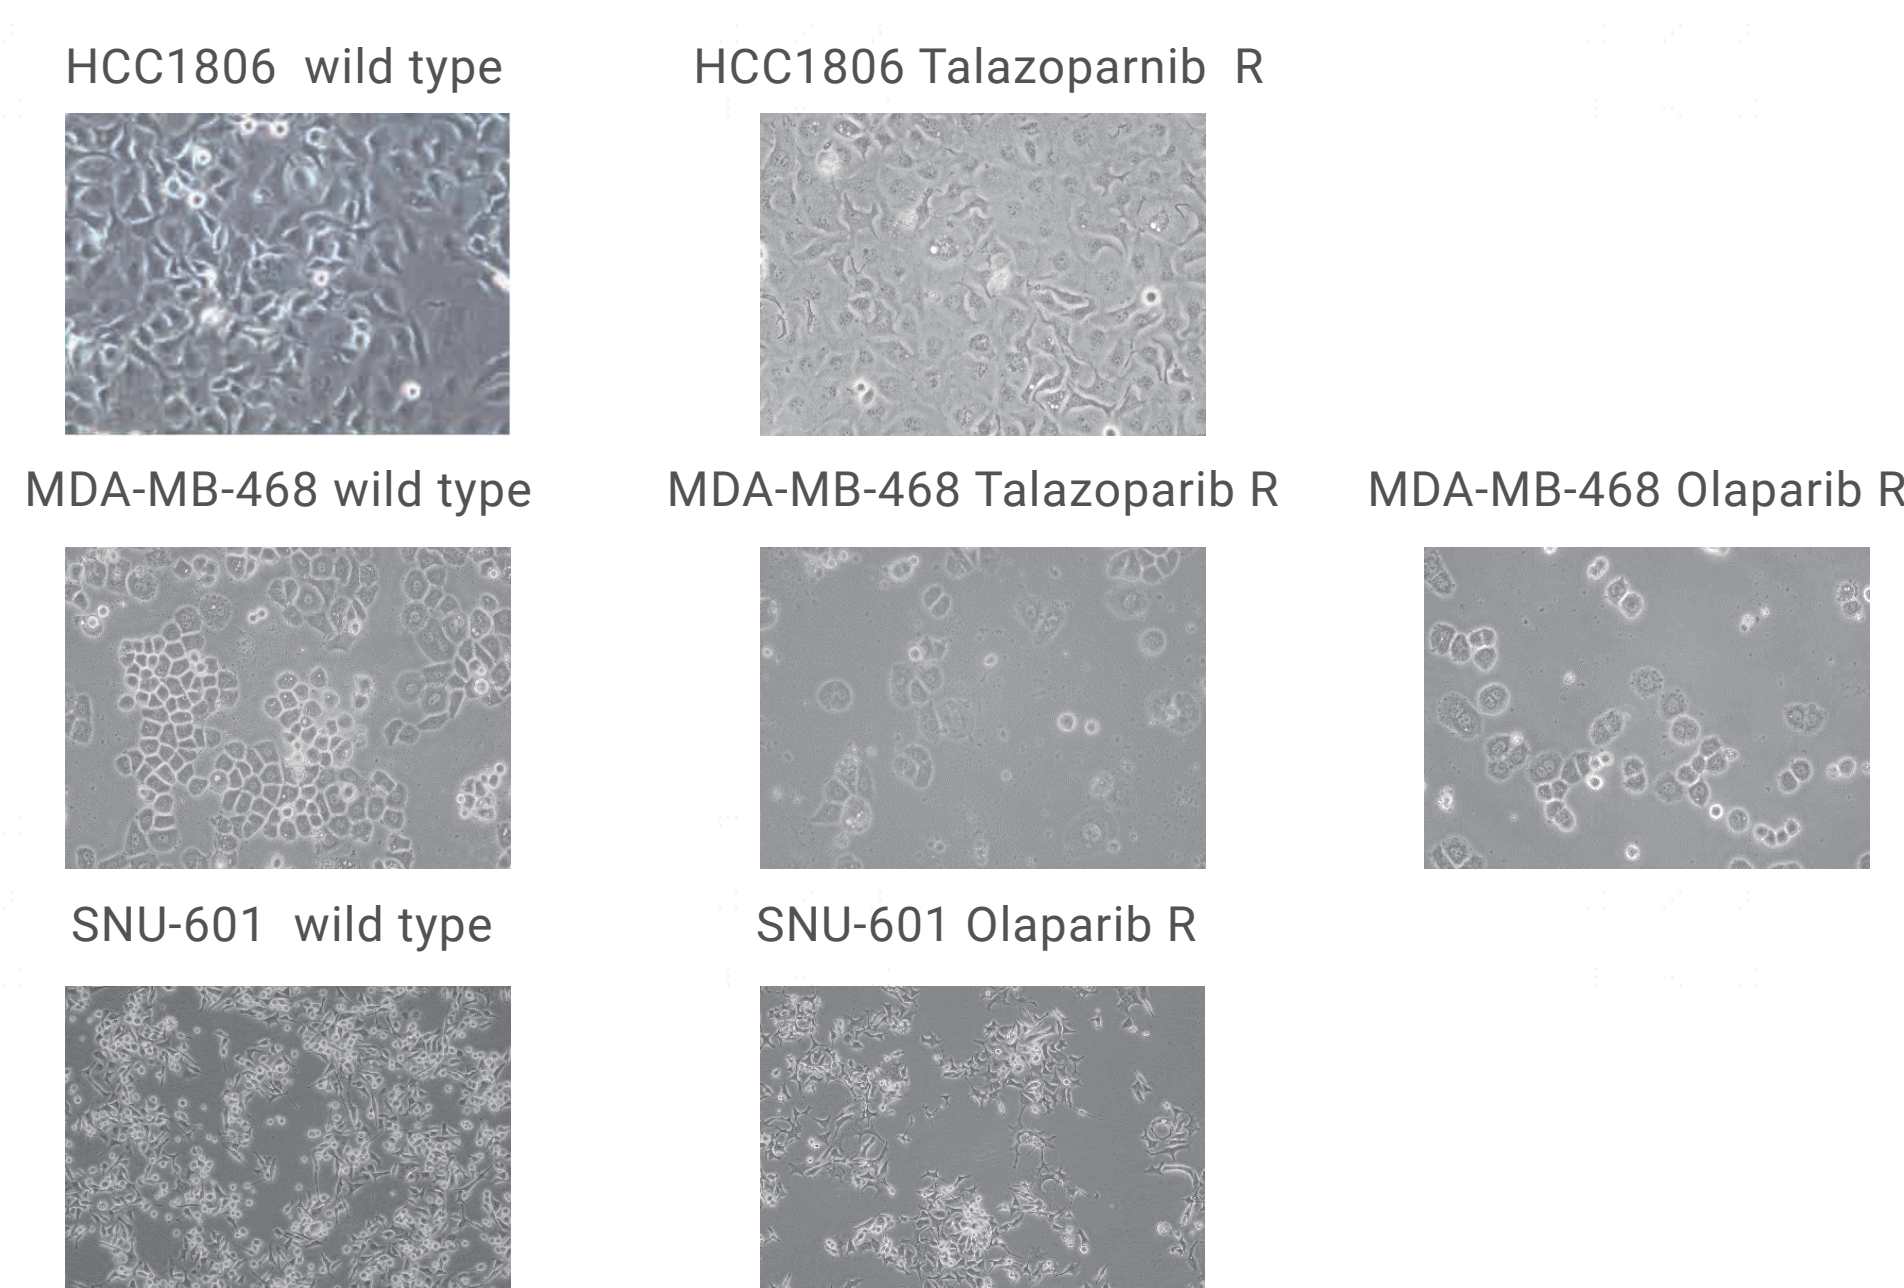 HCC1806 wild type
HCC1806 Talazoparnib R
MDA-MB-468 wild type
MDA-MB-468 Talazoparib R
MDA-MB-468 Olaparib R
SNU-601 wild type
SNU-601 Olaparib R